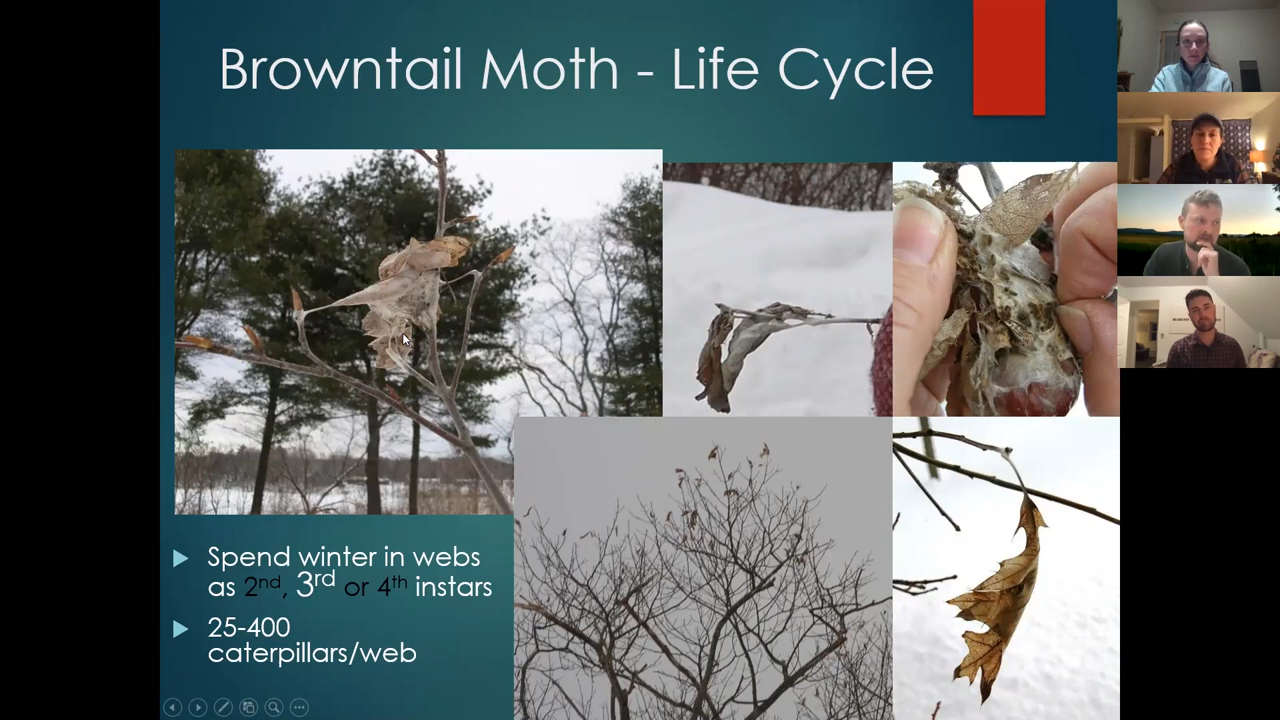 Browntail Moth - Life Cycle
Spend winter in webs
as 2nd, 3rd or 4th instars
25-400
caterpillars/web